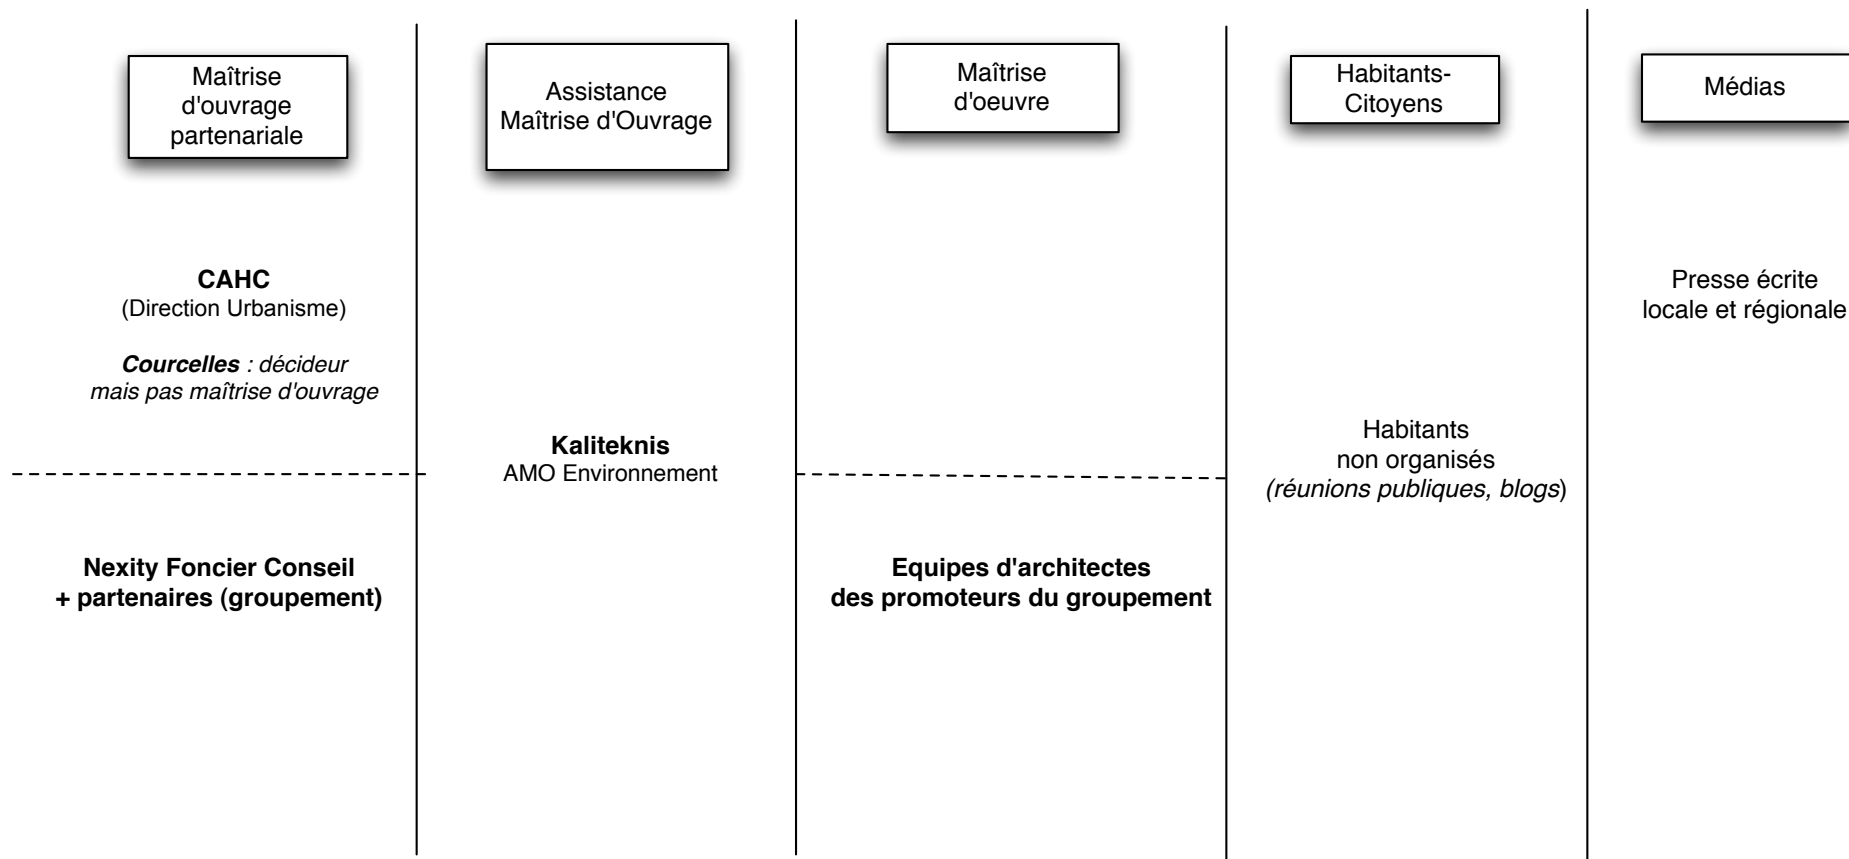 Maîtrise
d'ouvrage
partenariale
Assistance
Maîtrise d'Ouvrage
Maîtrise
d'oeuvre
Habitants-
Citoyens
Médias
CAHC
(Direction Urbanisme)
Courcelles : décideur
mais pas maîtrise d'ouvrage
Nexity Foncier Conseil
+ partenaires (groupement)
Kaliteknis
AMO Environnement
Equipes d'architectes
des promoteurs du groupement
Habitants
non organisés
(réunions publiques, blogs)
Presse écrite
locale et régionale